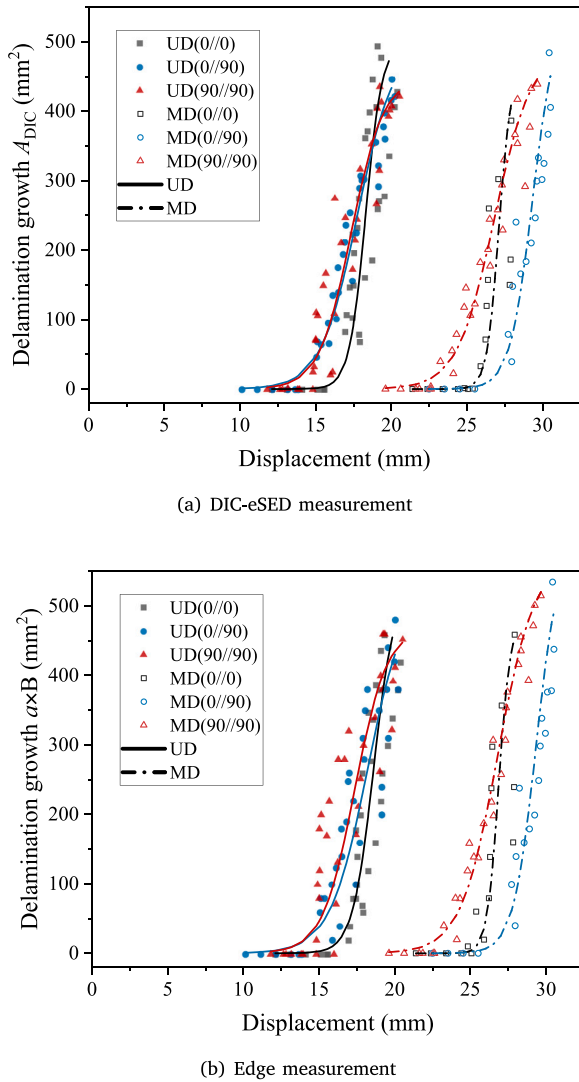 500
400
300
200
100
0
Delamination growth A_DIC (mm²)
UD(0//0)
UD(0//90)
UD(90//90)
MD(0//0)
MD(0//90)
MD(90//90)
UD
MD
0 5 10 15 20 25 30
Displacement (mm)
(a) DIC-eSED measurement
500
400
300
200
100
0
Delamination growth a×B (mm²)
UD(0//0)
UD(0//90)
UD(90//90)
MD(0//0)
MD(0//90)
MD(90//90)
UD
MD
0 5 10 15 20 25 30
Displacement (mm)
(b) Edge measurement